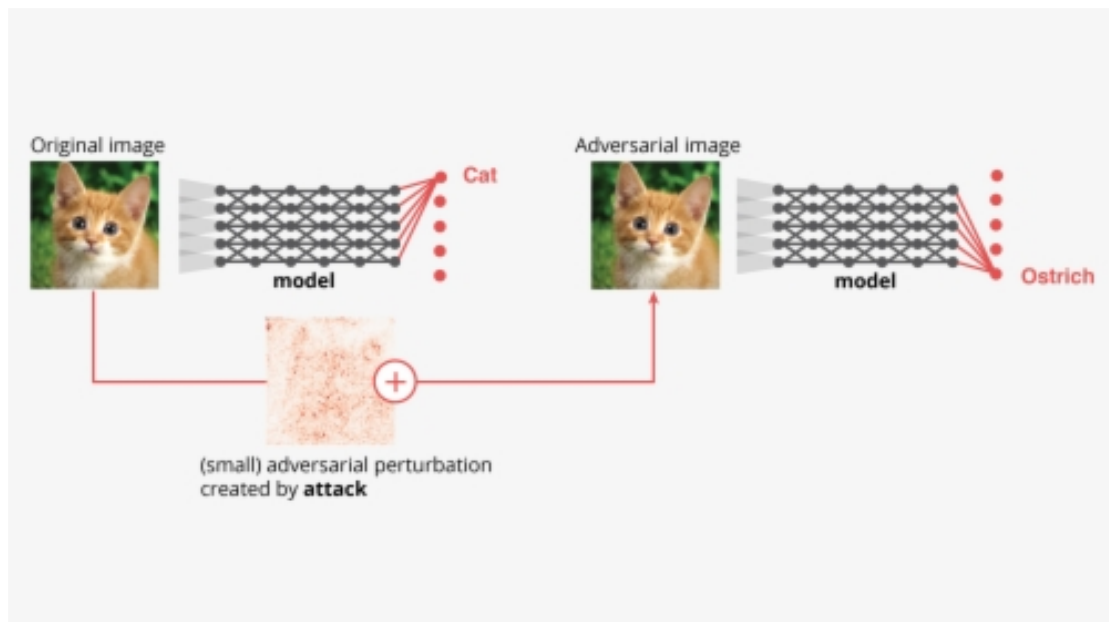 Original image
Cat
model
(small) adversarial perturbation
created by attack
Adversarial image
model
Ostrich